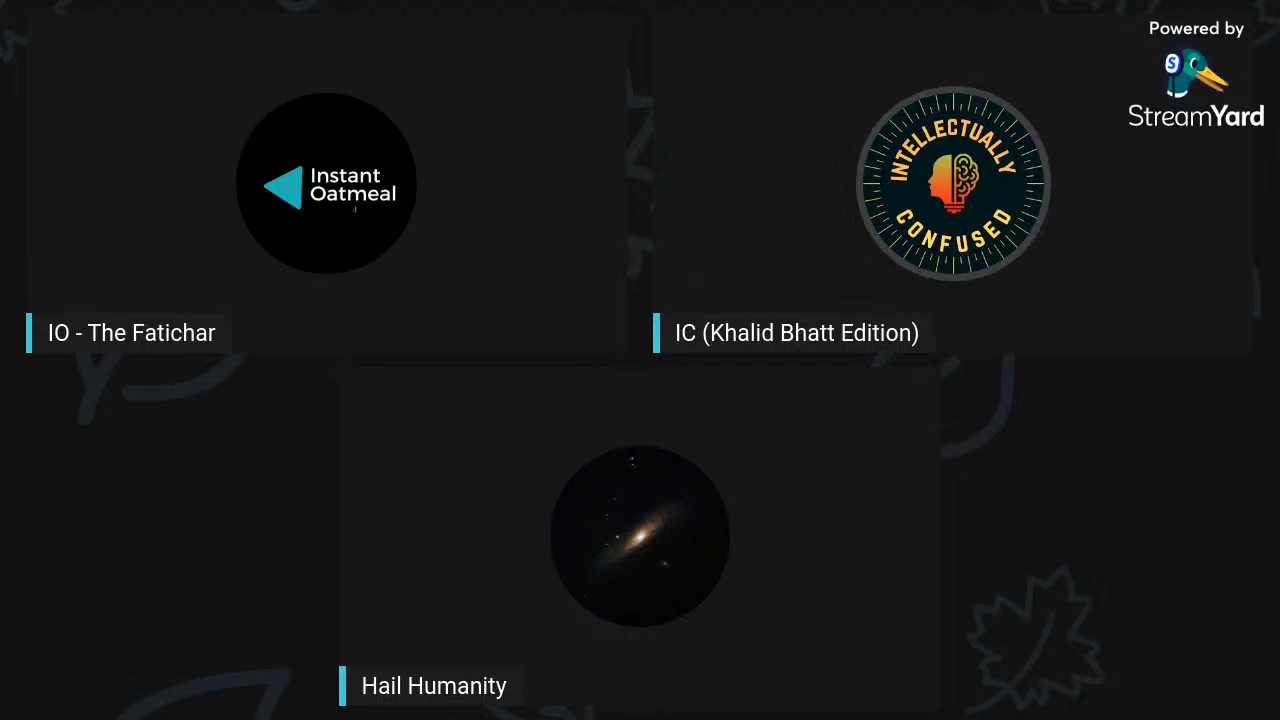 Powered by
StreamYard
Instant
Oatmeal
:)
INTELLECTUALLY
CONFUSED
IO - The Fatichar
IC (Khalid Bhatt Edition)
Hail Humanity